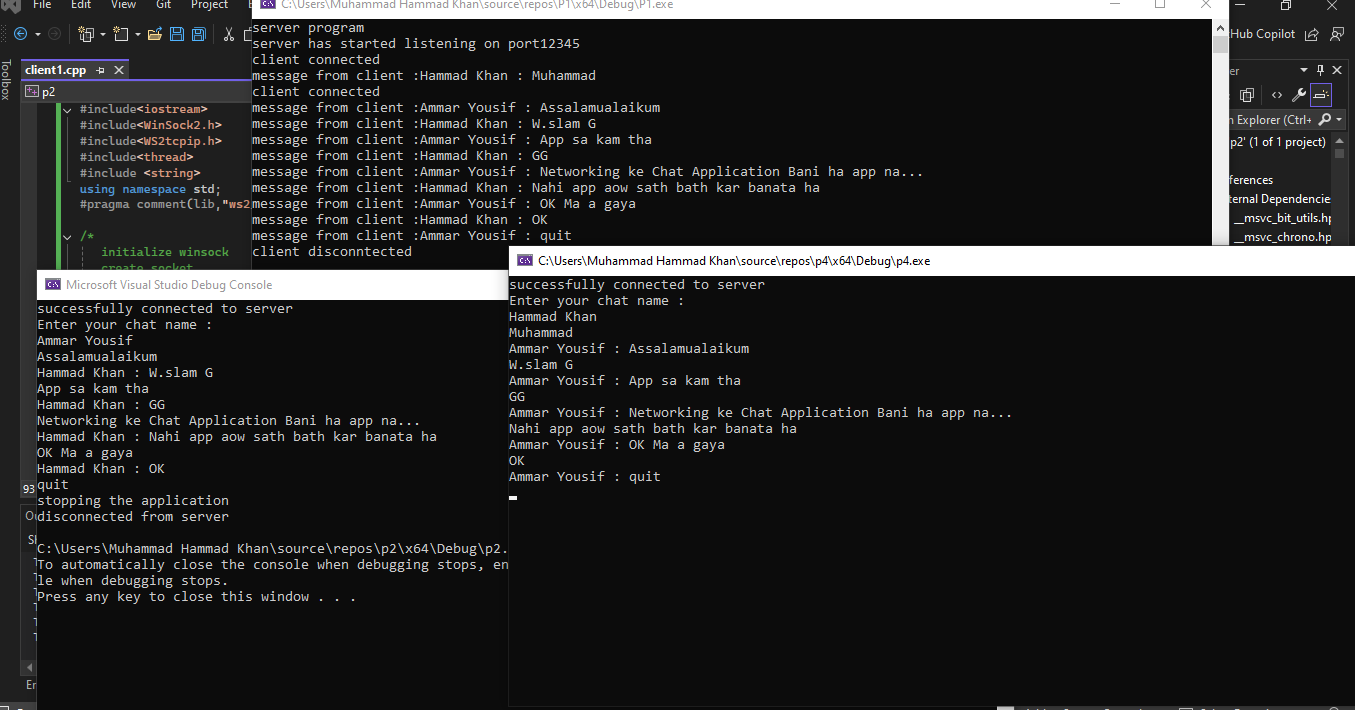 File Edit View Git Project
C:\Users\Muhammad Hammad Khan\source\repos\P1\x64\Debug\P1.exe
Hub Copilot
Toolbox
client1.cpp
p2
#include<iostream>
#include<WinSock2.h>
#include<WS2tcpip.h>
#include<thread>
#include <string>
using namespace std;
#pragma comment(lib,"ws2
/*
initialize winsock
create socket
93
server program
server has started listening on port12345
client connected
message from client :Hammad Khan : Muhammad
client connected
message from client :Ammar Yousif : Assalamualaikum
message from client :Hammad Khan : W.slam G
message from client :Ammar Yousif : App sa kam tha
message from client :Hammad Khan : GG
message from client :Ammar Yousif : Networking ke Chat Application Bani ha app na...
message from client :Hammad Khan : Nahi app aow sath bath kar banata ha
message from client :Ammar Yousif : OK Ma a gaya
message from client :Hammad Khan : OK
message from client :Ammar Yousif : quit
client disconntected
er
n Explorer (Ctrl+
p2' (1 of 1 project)
ferences
ternal Dependencie
__msvc_bit_utils.hp
__msvc_chrono.hp
Microsoft Visual Studio Debug Console
successfully connected to server
Enter your chat name :
Ammar Yousif
Assalamualaikum
Hammad Khan : W.slam G
App sa kam tha
Hammad Khan : GG
Networking ke Chat Application Bani ha app na...
Hammad Khan : Nahi app aow sath bath kar banata ha
OK Ma a gaya
Hammad Khan : OK
quit
stopping the application
disconnected from server
C:\Users\Muhammad Hammad Khan\source\repos\p2\x64\Debug\p2.
To automatically close the console when debugging stops, en
le when debugging stops.
Press any key to close this window . . .
C:\Users\Muhammad Hammad Khan\source\repos\p4\x64\Debug\p4.exe
successfully connected to server
Enter your chat name :
Hammad Khan
Muhammad
Ammar Yousif : Assalamualaikum
W.slam G
Ammar Yousif : App sa kam tha
GG
Ammar Yousif : Networking ke Chat Application Bani ha app na...
Nahi app aow sath bath kar banata ha
Ammar Yousif : OK Ma a gaya
OK
Ammar Yousif : quit